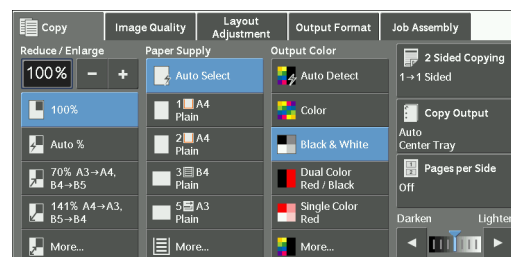 Copy
Image Quality
Layout
Adjustment
Output Format
Job Assembly
Reduce / Enlarge
100%
−
+
100%
Auto %
70% A3→A4,
B4→B5
141% A4→A3,
B5→B4
More...
Paper Supply
Auto Select
1 A4
Plain
2 A4
Plain
3 B4
Plain
5 A3
Plain
More...
Output Color
Auto Detect
Color
Black & White
Dual Color
Red / Black
Single Color
Red
More...
2 Sided Copying
1→1 Sided
Copy Output
Auto
Center Tray
Pages per Side
Off
Darken
Lighten